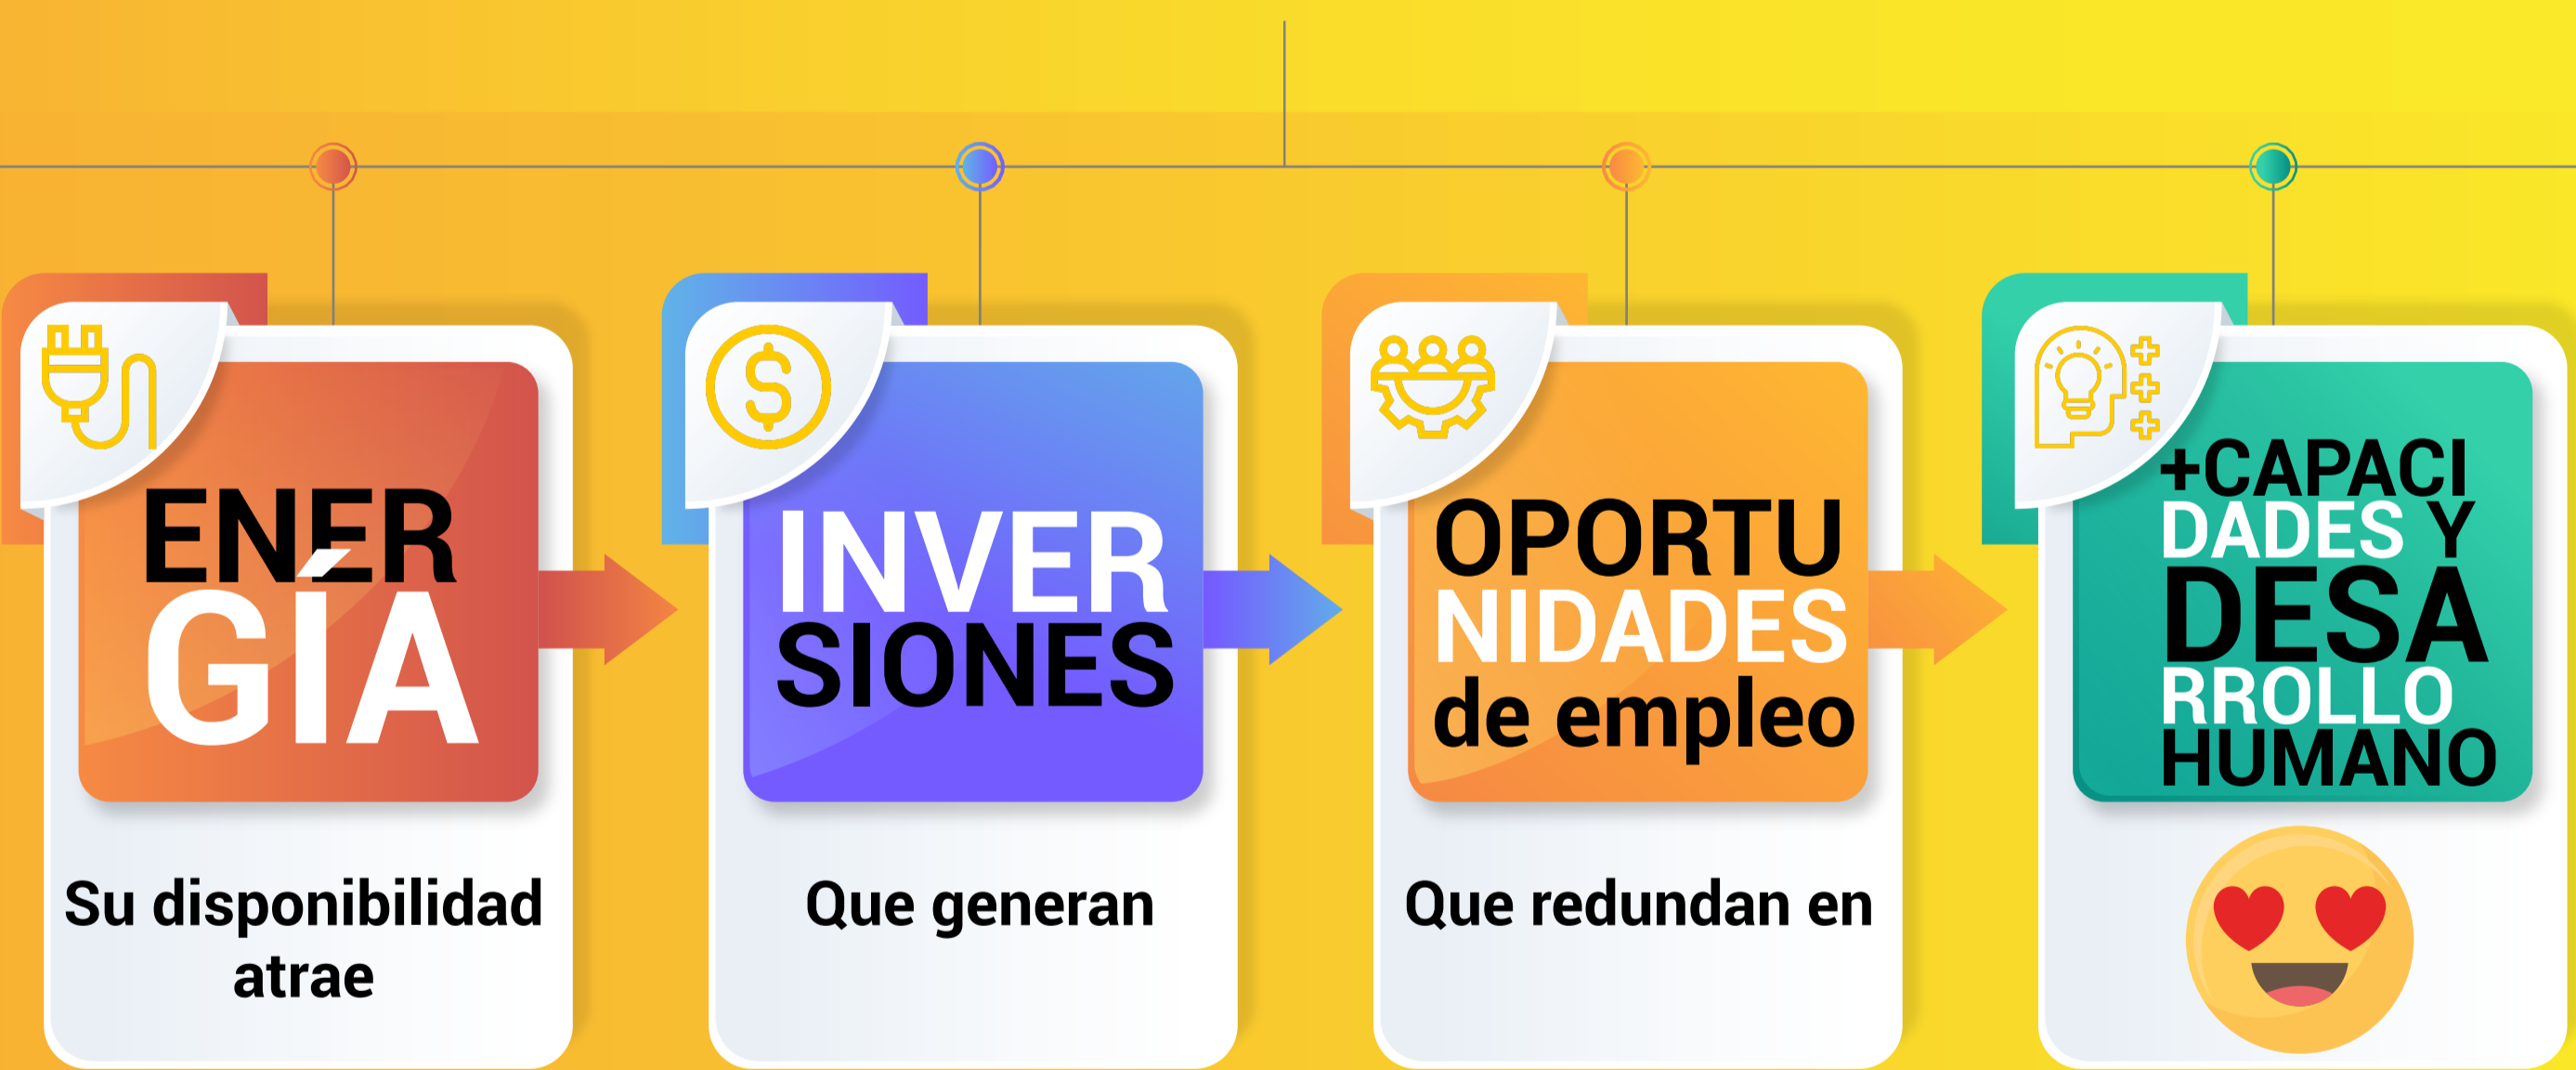 ENER
GÍA
Su disponibilidad
atrae
INVER
SIONES
Que generan
OPORTU
NIDADES
de empleo
Que redundan en
+CAPACI
DADES Y
DESA
RROLLO
HUMANO